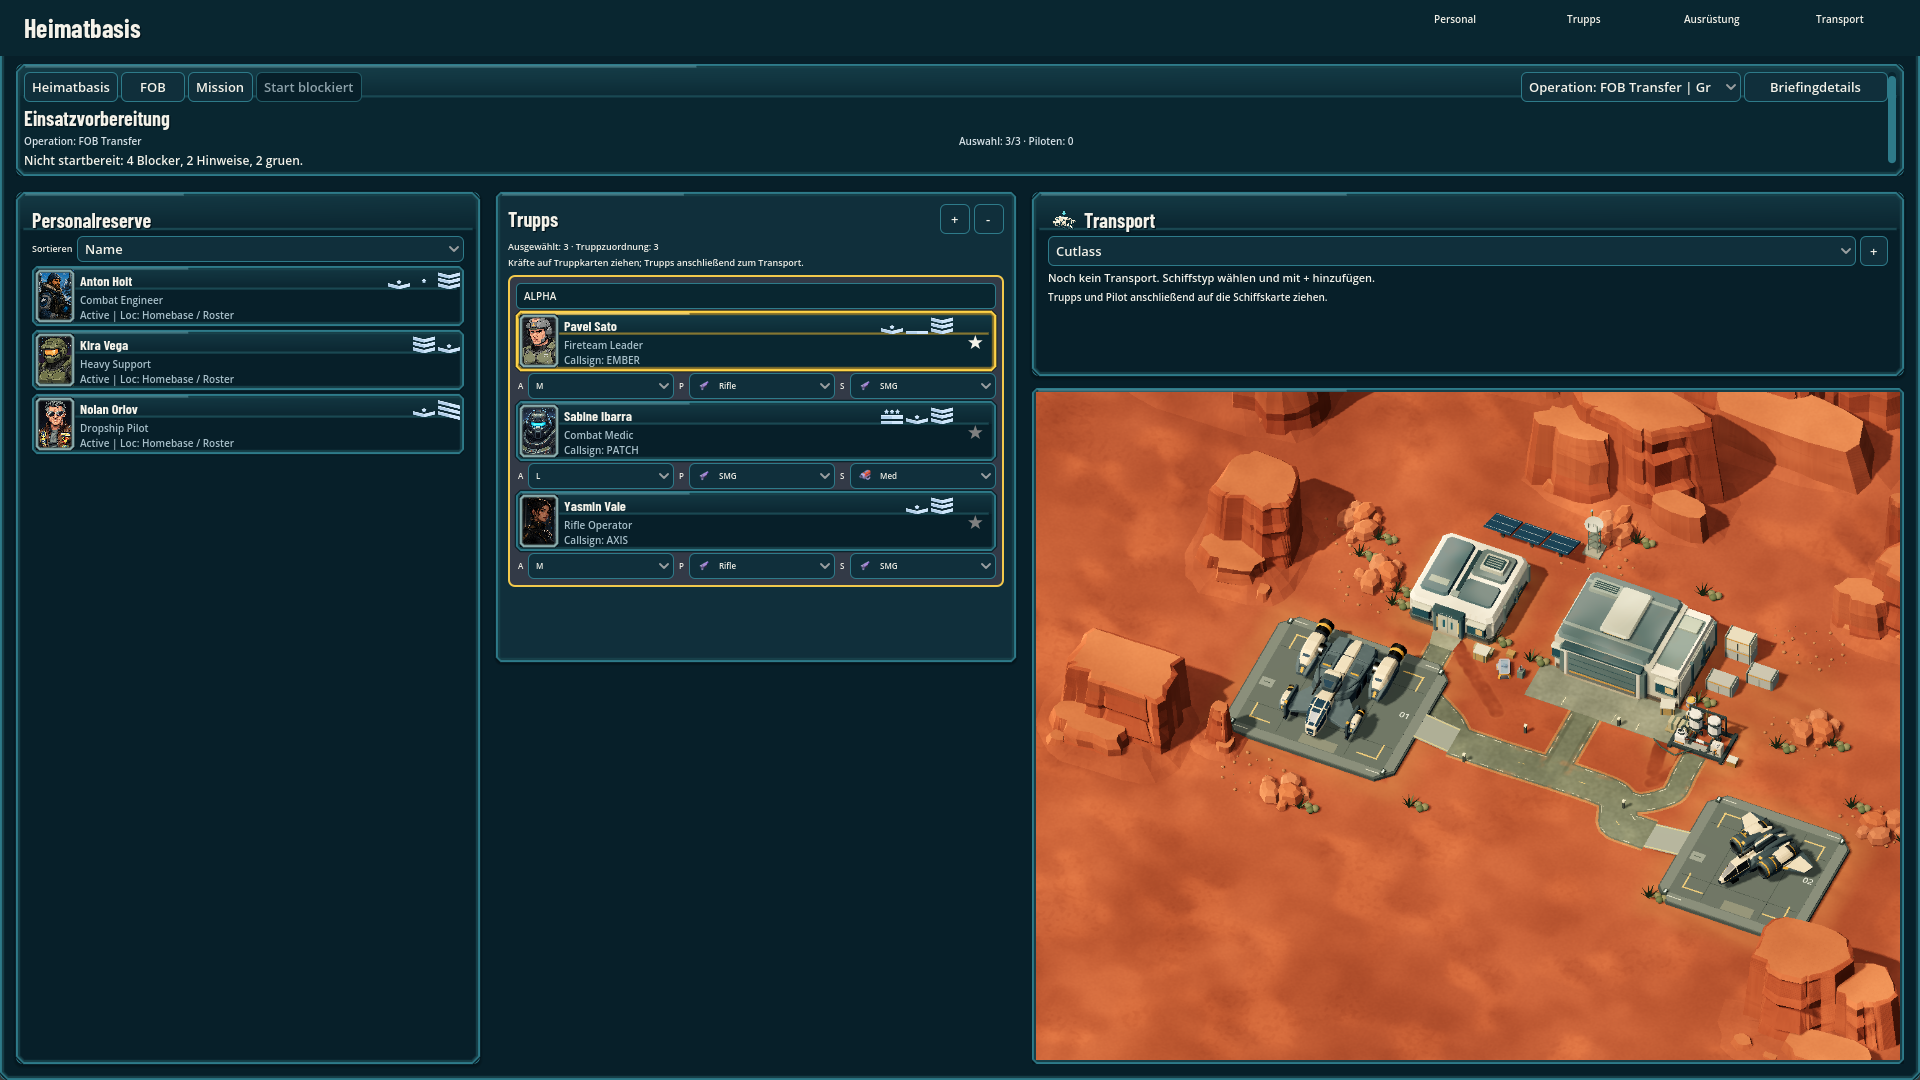 Heimatbasis
Personal
Trupps
Ausrüstung
Transport
Heimatbasis
FOB
Mission
Start blockiert
Operation: FOB Transfer | Gr
Briefingdetails
Einsatzvorbereitung
Operation: FOB Transfer
Auswahl: 3/3 · Piloten: 0
Nicht startbereit: 4 Blocker, 2 Hinweise, 2 gruen.
Personalreserve
Sortieren
Name
Anton Holt
Combat Engineer
Active | Loc: Homebase / Roster
Kira Vega
Heavy Support
Active | Loc: Homebase / Roster
Nolan Orlov
Dropship Pilot
Active | Loc: Homebase / Roster
Trupps
+
-
Ausgewählt: 3 · Truppzuordnung: 3
Kräfte auf Truppkarten ziehen; Trupps anschließend zum Transport.
ALPHA
Pavel Sato
Fireteam Leader
Callsign: EMBER
A M P Rifle S SMG
Sabine Ibarra
Combat Medic
Callsign: PATCH
A L P SMG S Med
Yasmin Vale
Rifle Operator
Callsign: AXIS
A M P Rifle S SMG
Transport
Cutlass
+
Noch kein Transport. Schiffstyp wählen und mit + hinzufügen.
Trupps und Pilot anschließend auf die Schiffskarte ziehen.
01
02